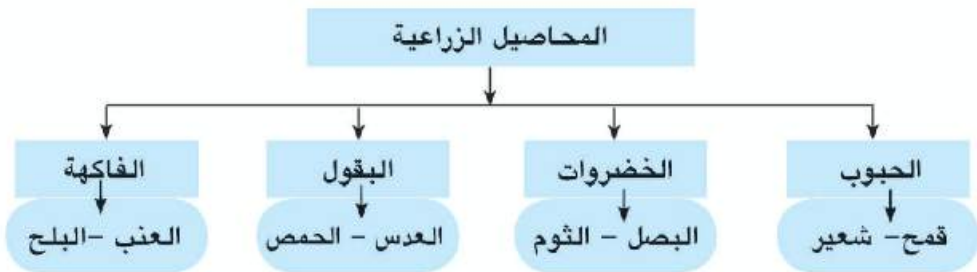 المحاصيل الزراعية
الحبوب
الخضروات
البقول
الفاكهة
قمح- شعير
البصل - الثوم
العدس - الحمص
العنب -البلح